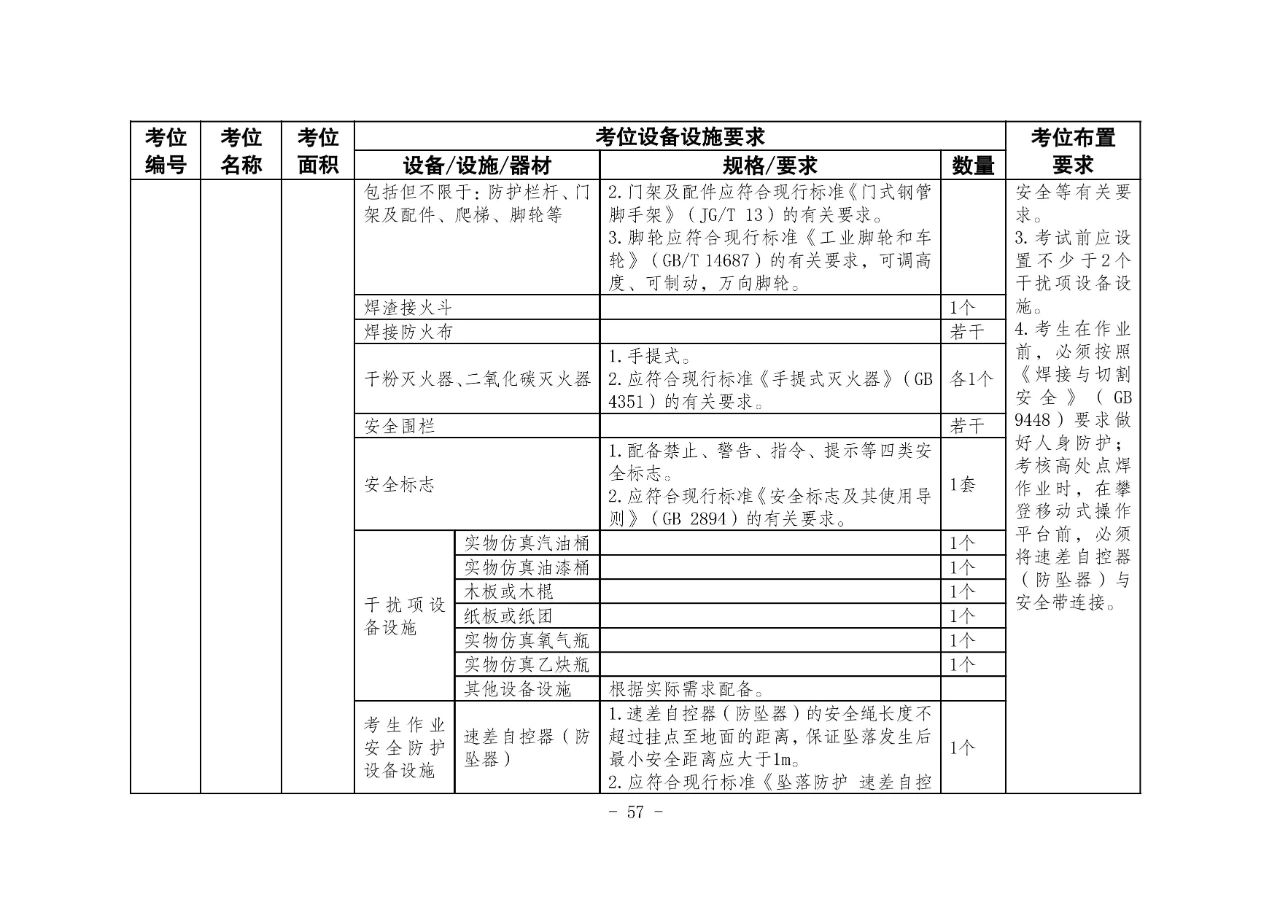 考位
编号
考位
名称
考位
面积
考位设备设施要求
考位布置
要求
设备/设施/器材
规格/要求
数量
包括但不限于：防护栏杆、门
架及配件、爬梯、脚轮等
2.门架及配件应符合现行标准《门式钢管
脚手架》（JG/T 13）的有关要求。
3.脚轮应符合现行标准《工业脚轮和车
轮》（GB/T 14687）的有关要求，可调高
度、可制动，万向脚轮。
焊渣接火斗
1个
焊接防火布
若干
干粉灭火器、二氧化碳灭火器
1.手提式。
2.应符合现行标准《手提式灭火器》（GB
4351）的有关要求。
各1个
安全围栏
若干
安全标志
1.配备禁止、警告、指令、提示等四类安
全标志。
2.应符合现行标准《安全标志及其使用导
则》（GB 2894）的有关要求。
1套
干扰项设
备设施
实物仿真汽油桶
1个
实物仿真油漆桶
1个
木板或木棍
1个
纸板或纸团
1个
实物仿真氧气瓶
1个
实物仿真乙炔瓶
1个
其他设备设施
根据实际需求配备。
考生作业
安全防护
设备设施
速差自控器（防
坠器）
1.速差自控器（防坠器）的安全绳长度不
超过挂点至地面的距离，保证坠落发生后
最小安全距离应大于1m。
2.应符合现行标准《坠落防护 速差自控
1个
安全等有关要
求。
3.考试前应设
置不少于2个
干扰项设备设
施。
4.考生在作业
前，必须按照
《焊接与切割
安全》（GB
9448）要求做
好人身防护；
考核高处点焊
作业时，在攀
登移动式操作
平台前，必须
将速差自控器
（防坠器）与
安全带连接。
- 57 -